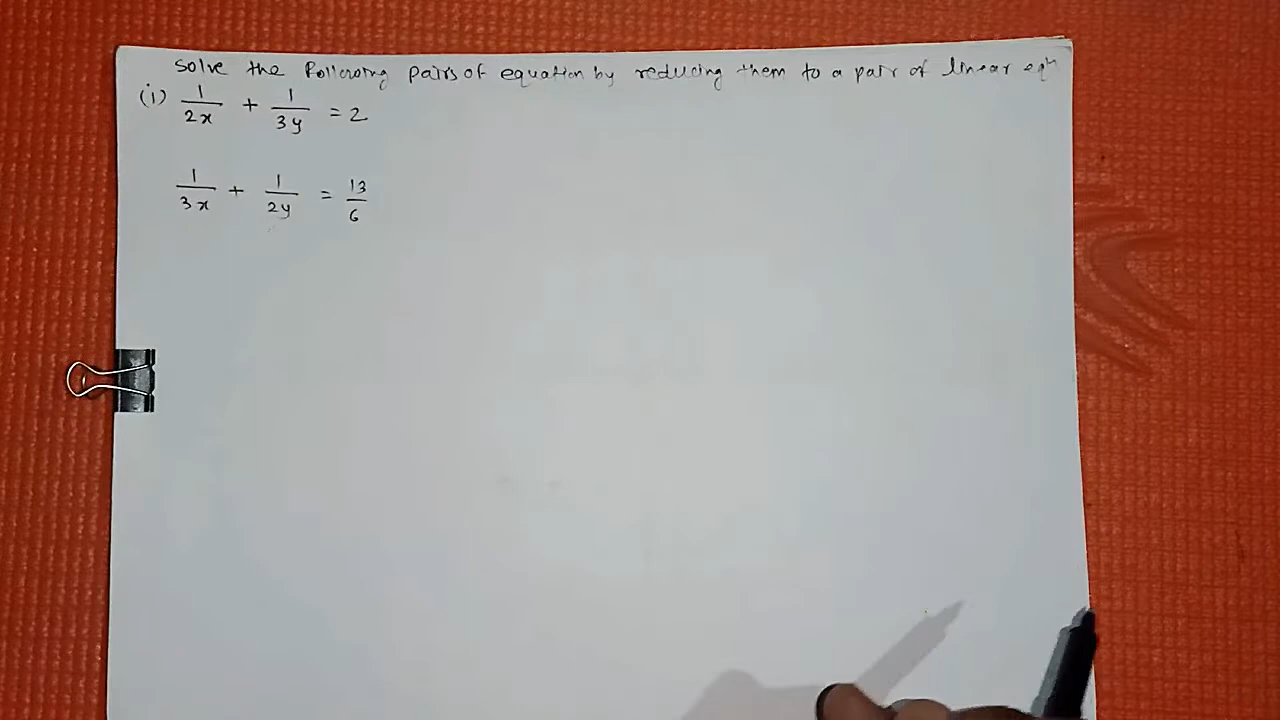 solve the following pairs of equation by reducing them to a pair of linear eqn
(i) 1/2x + 1/3y = 2
1/3x + 1/2y = 13/6